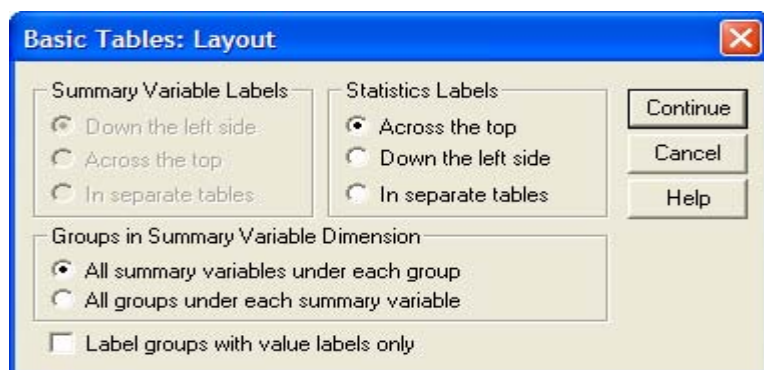 Basic Tables: Layout
Summary Variable Labels
Down the left side
Across the top
In separate tables
Statistics Labels
Across the top
Down the left side
In separate tables
Continue
Cancel
Help
Groups in Summary Variable Dimension
All summary variables under each group
All groups under each summary variable
Label groups with value labels only